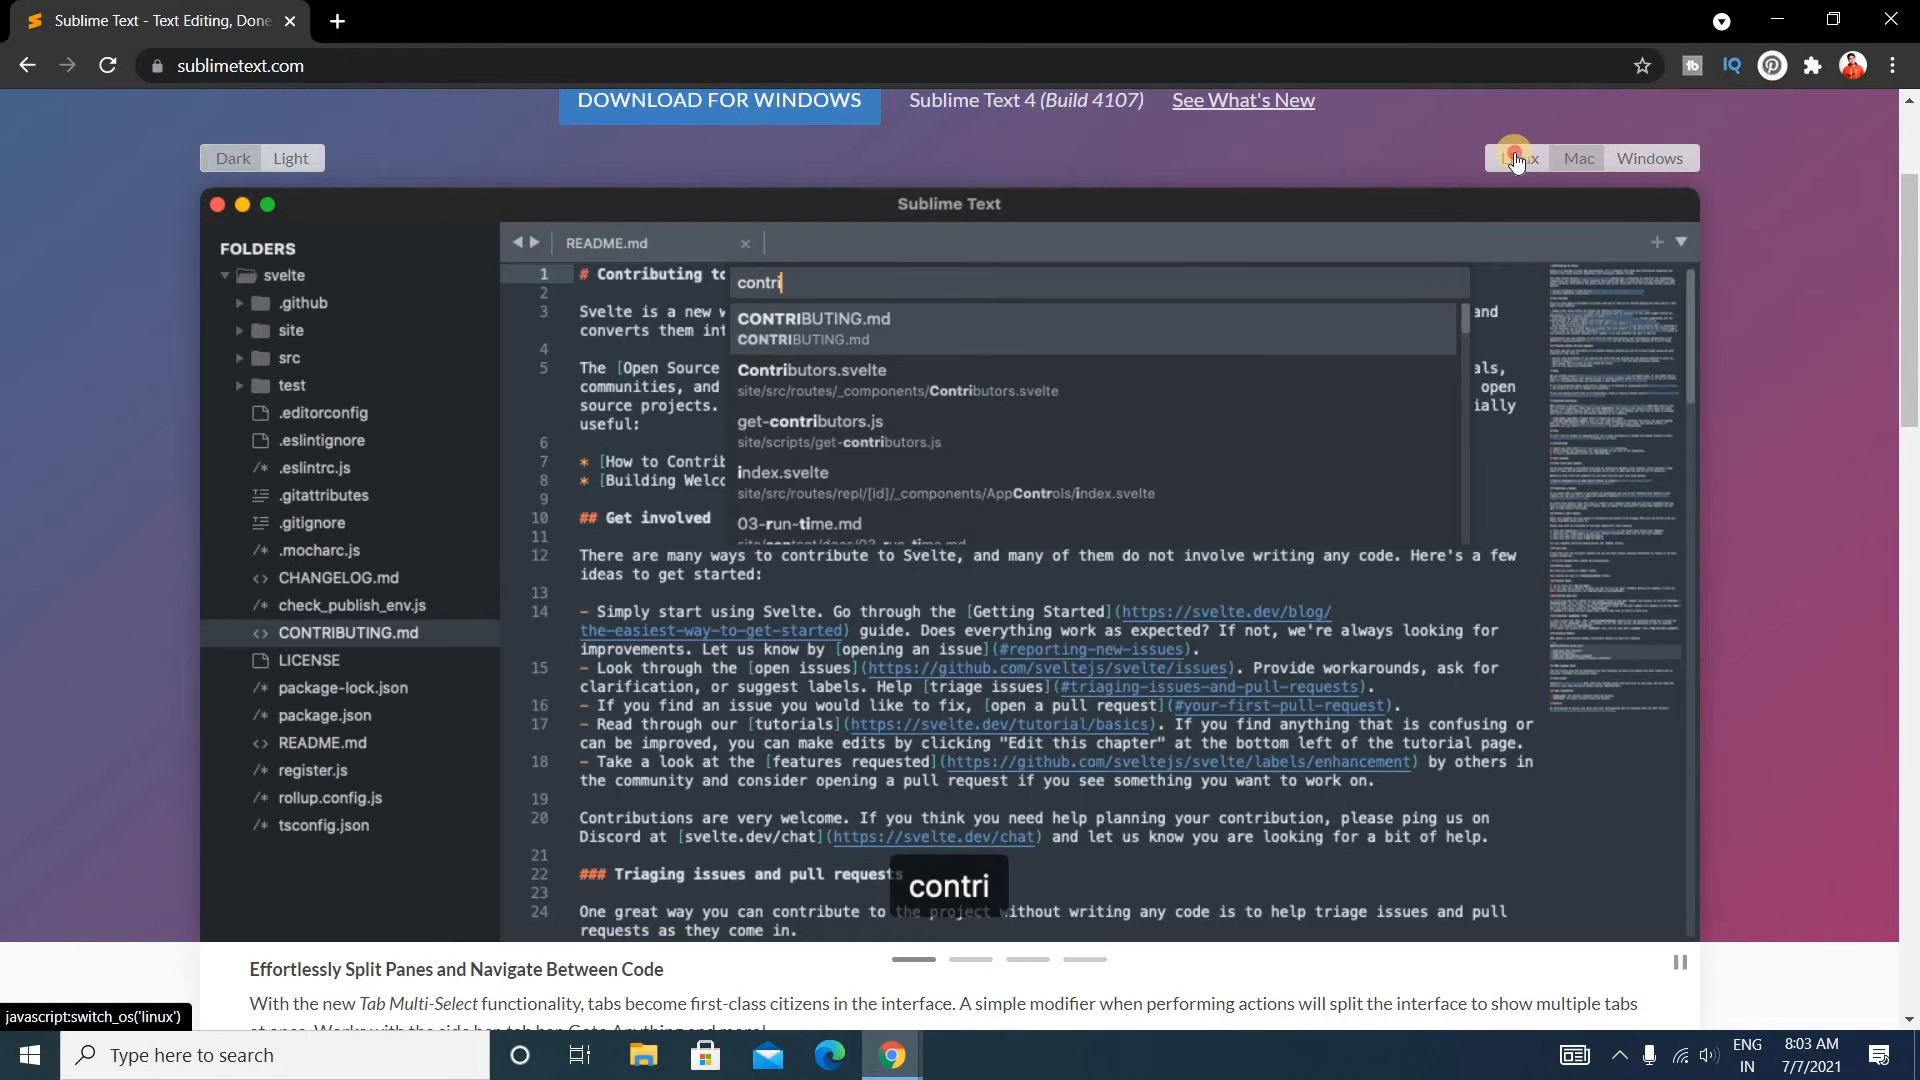 Sublime Text - Text Editing, Done
sublimetext.com
DOWNLOAD FOR WINDOWS
Sublime Text 4 (Build 4107)
See What's New
Dark Light
Mac Windows
Sublime Text
FOLDERS
svelte
.github
site
src
test
.editorconfig
.eslintignore
/* .eslintrc.js
.gitattributes
.gitignore
/* .mocharc.js
<> CHANGELOG.md
/* check_publish_env.js
<> CONTRIBUTING.md
LICENSE
/* package-lock.json
/* package.json
<> README.md
/* register.js
/* rollup.config.js
/* tsconfig.json
README.md
contri
CONTRIBUTING.md
CONTRIBUTING.md
Contributors.svelte
site/src/routes/_components/Contributors.svelte
get-contributors.js
site/scripts/get-contributors.js
index.svelte
site/src/routes/repl/[id]/_components/AppControls/index.svelte
03-run-time.md
1 # Contributing to
2
3 Svelte is a new w and
converts them int
4
5 The [Open Source als,
communities, and open
source projects. ially
useful:
6
7 * [How to Contrib
8 * [Building Welco
9
10 ## Get involved
11
12 There are many ways to contribute to Svelte, and many of them do not involve writing any code. Here's a few
ideas to get started:
13
14 - Simply start using Svelte. Go through the [Getting Started](https://svelte.dev/blog/
the-easiest-way-to-get-started) guide. Does everything work as expected? If not, we're always looking for
improvements. Let us know by [opening an issue](#reporting-new-issues).
15 - Look through the [open issues](https://github.com/sveltejs/svelte/issues). Provide workarounds, ask for
clarification, or suggest labels. Help [triage issues](#triaging-issues-and-pull-requests).
16 - If you find an issue you would like to fix, [open a pull request](#your-first-pull-request).
17 - Read through our [tutorials](https://svelte.dev/tutorial/basics). If you find anything that is confusing or
can be improved, you can make edits by clicking "Edit this chapter" at the bottom left of the tutorial page.
18 - Take a look at the [features requested](https://github.com/sveltejs/svelte/labels/enhancement) by others in
the community and consider opening a pull request if you see something you want to work on.
19
20 Contributions are very welcome. If you think you need help planning your contribution, please ping us on
Discord at [svelte.dev/chat](https://svelte.dev/chat) and let us know you are looking for a bit of help.
21
22 ### Triaging issues and pull requests
23
24 One great way you can contribute to the project without writing any code is to help triage issues and pull
requests as they come in.
contri
Effortlessly Split Panes and Navigate Between Code
With the new Tab Multi-Select functionality, tabs become first-class citizens in the interface. A simple modifier when performing actions will split the interface to show multiple tabs
javascript:switch_os('linux')
Type here to search
ENG
IN
8:03 AM
7/7/2021